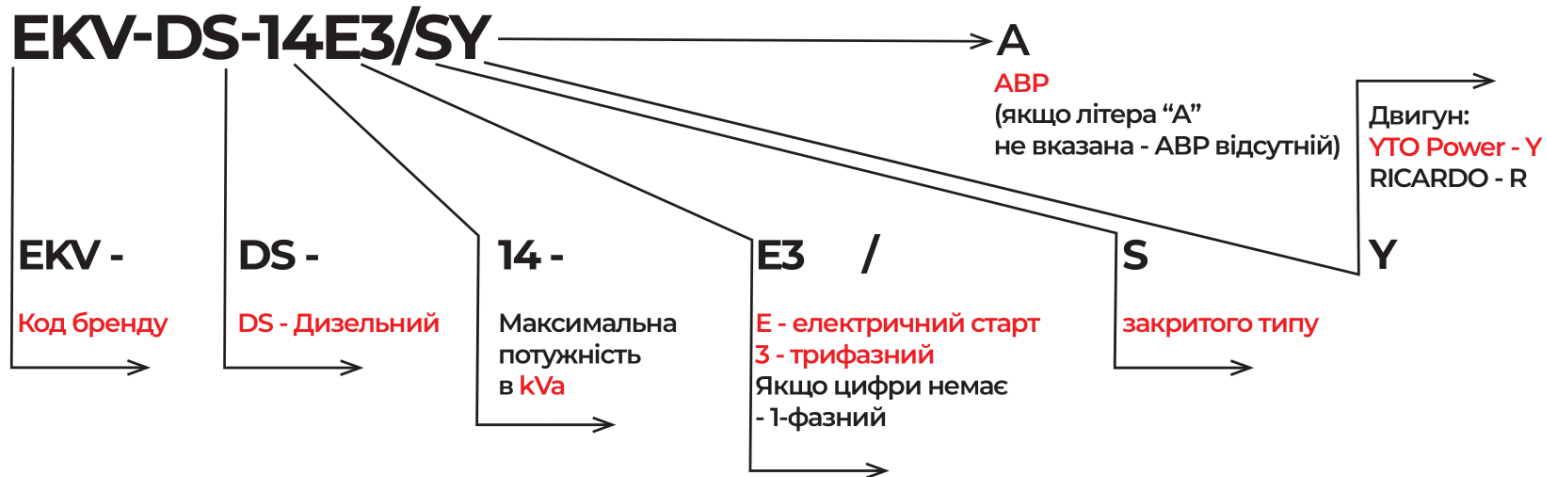 EKV-DS-14E3/SY
A
АВР
(якщо літера “А”
не вказана - АВР відсутній)
Двигун:
YTO Power - Y
RICARDO - R
EKV -
Код бренду
DS -
DS - Дизельний
14 -
Максимальна
потужність
в kVa
E3 /
Е - електричний старт
3 - трифазний
Якщо цифри немає
- 1-фазний
S
закритого типу
Y